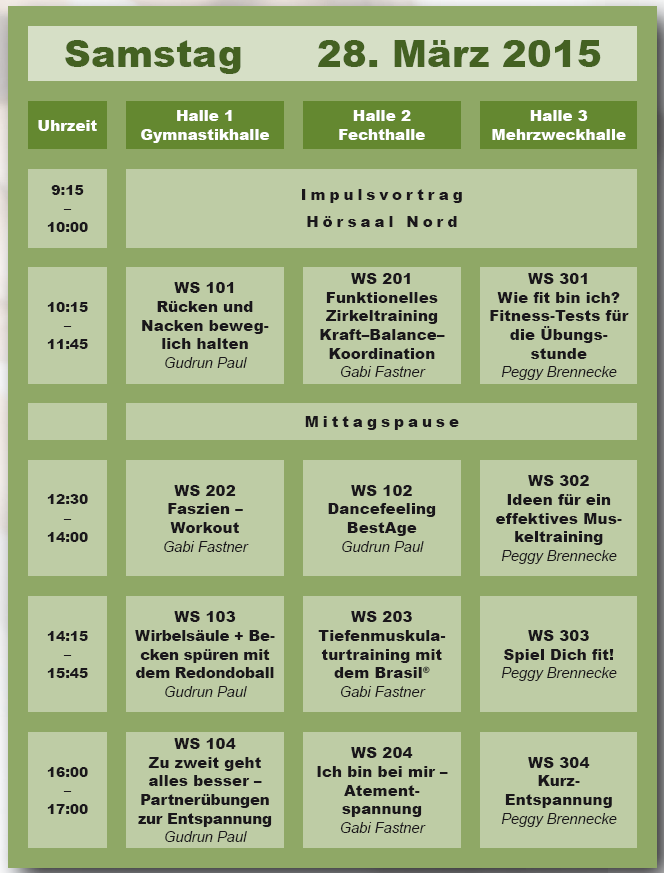 Samstag 28. März 2015
Uhrzeit
Halle 1
Gymnastikhalle
Halle 2
Fechthalle
Halle 3
Mehrzweckhalle
9:15
–
10:00
Impulsvortrag
Hörsaal Nord
10:15
–
11:45
WS 101
Rücken und
Nacken beweg-
lich halten
Gudrun Paul
WS 201
Funktionelles
Zirkeltraining
Kraft–Balance–
Koordination
Gabi Fastner
WS 301
Wie fit bin ich?
Fitness-Tests für
die Übungs-
stunde
Peggy Brennecke
Mittagspause
12:30
–
14:00
WS 202
Faszien –
Workout
Gabi Fastner
WS 102
Dancefeeling
BestAge
Gudrun Paul
WS 302
Ideen für ein
effektives Mus-
keltraining
Peggy Brennecke
14:15
–
15:45
WS 103
Wirbelsäule + Be-
cken spüren mit
dem Redondoball
Gudrun Paul
WS 203
Tiefenmuskula-
turtraining mit
dem Brasil®
Gabi Fastner
WS 303
Spiel Dich fit!
Peggy Brennecke
16:00
–
17:00
WS 104
Zu zweit geht
alles besser –
Partnerübungen
zur Entspannung
Gudrun Paul
WS 204
Ich bin bei mir –
Atement-
spannung
Gabi Fastner
WS 304
Kurz-
Entspannung
Peggy Brennecke